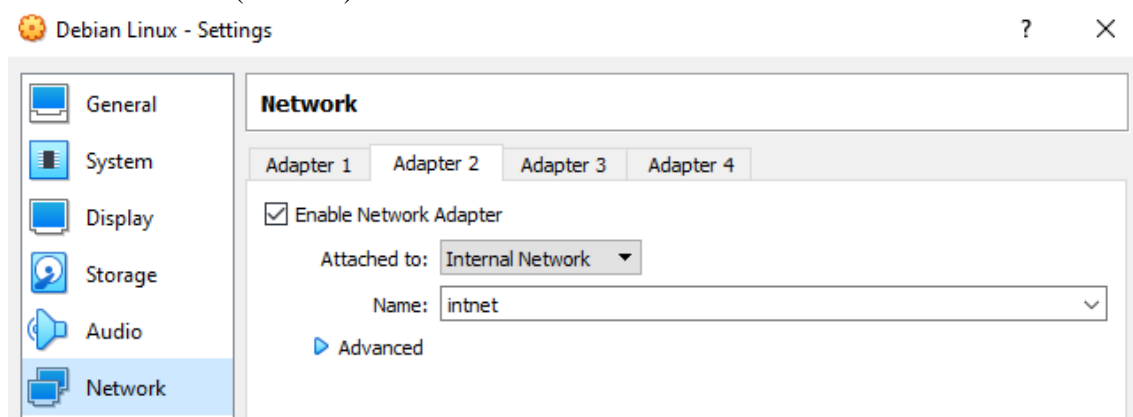 Debian Linux - Settings ?
General
System
Display
Storage
Audio
Network
Network
Adapter 1 Adapter 2 Adapter 3 Adapter 4
Enable Network Adapter
Attached to: Internal Network
Name: intnet
Advanced